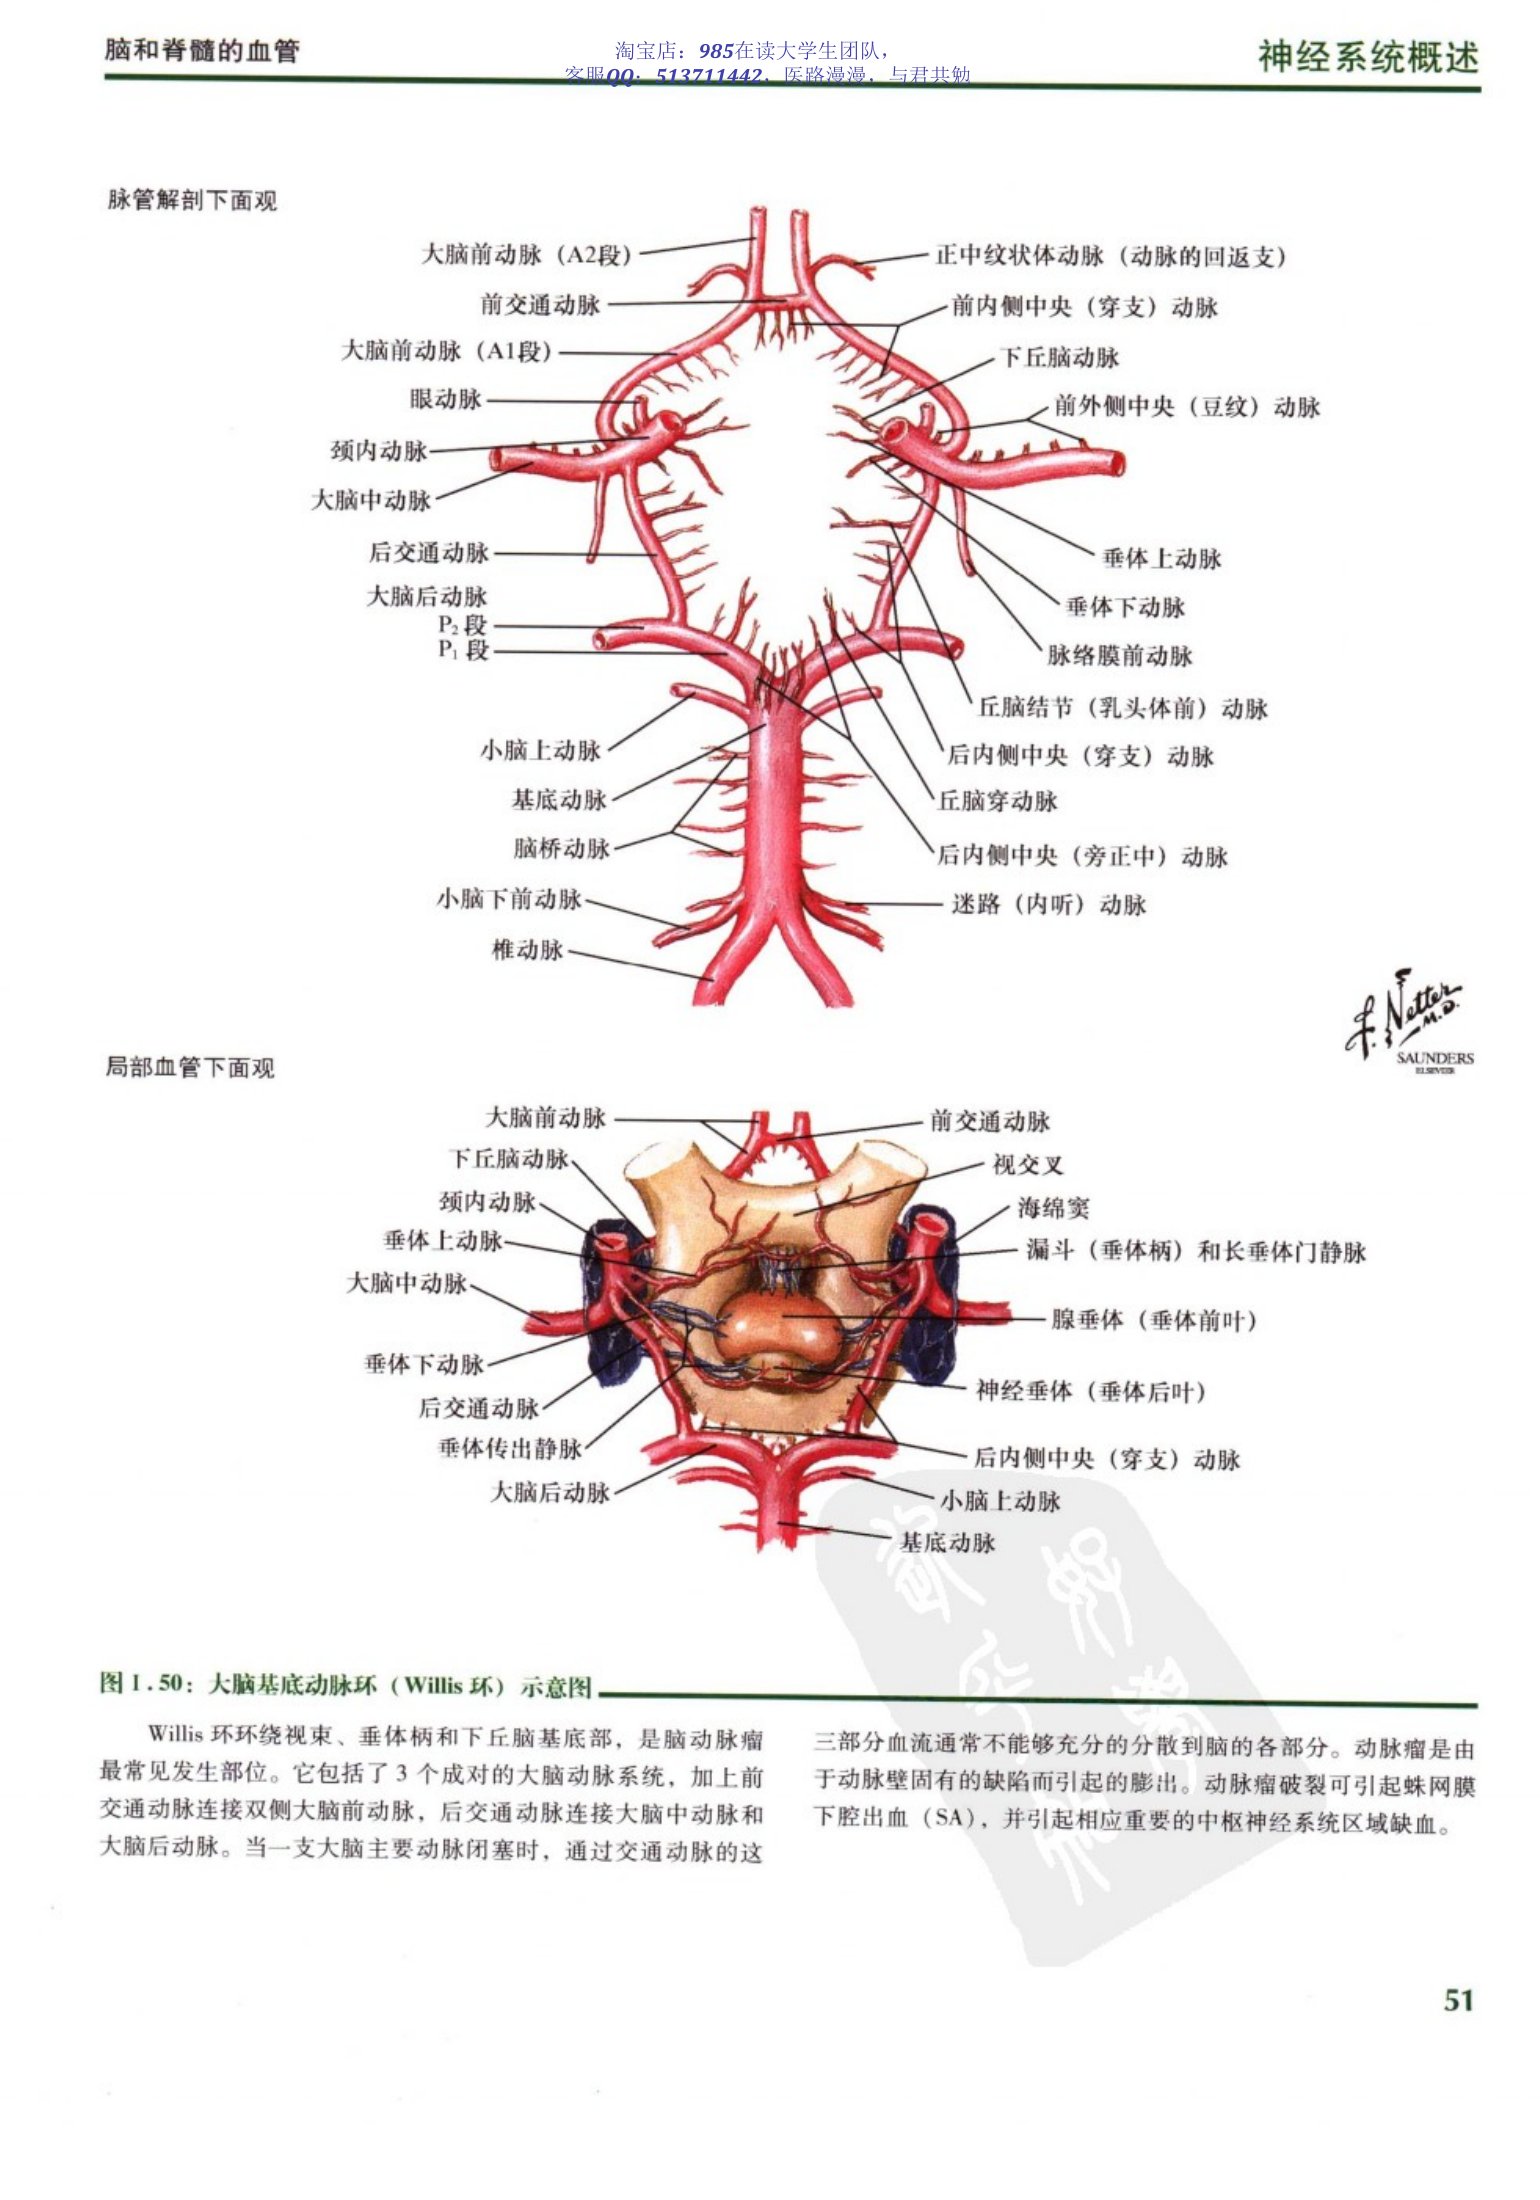 脑和脊髓的血管
淘宝店：985在读大学生团队，
客服QQ：513711442，医路漫漫，与君共勉
神经系统概述
脉管解剖下面观
大脑前动脉（A2段）
前交通动脉
大脑前动脉（A1段）
眼动脉
颈内动脉
大脑中动脉
后交通动脉
大脑后动脉
P₂ 段
P₁ 段
小脑上动脉
基底动脉
脑桥动脉
小脑下前动脉
椎动脉
正中纹状体动脉（动脉的回返支）
前内侧中央（穿支）动脉
下丘脑动脉
前外侧中央（豆纹）动脉
垂体上动脉
垂体下动脉
脉络膜前动脉
丘脑结节（乳头体前）动脉
后内侧中央（穿支）动脉
丘脑穿动脉
后内侧中央（旁正中）动脉
迷路（内听）动脉
F. Netter
M.D.
SAUNDERS
ELSEVIER
局部血管下面观
大脑前动脉
下丘脑动脉
颈内动脉
垂体上动脉
大脑中动脉
垂体下动脉
后交通动脉
垂体传出静脉
大脑后动脉
前交通动脉
视交叉
海绵窦
漏斗（垂体柄）和长垂体门静脉
腺垂体（垂体前叶）
神经垂体（垂体后叶）
后内侧中央（穿支）动脉
小脑上动脉
基底动脉
图 I.50：大脑基底动脉环（Willis 环）示意图
Willis 环环绕视束、垂体柄和下丘脑基底部，是脑动脉瘤
最常见发生部位。它包括了 3 个成对的大脑动脉系统，加上前
交通动脉连接双侧大脑前动脉，后交通动脉连接大脑中动脉和
大脑后动脉。当一支大脑主要动脉闭塞时，通过交通动脉的这
三部分血流通常不能够充分的分散到脑的各部分。动脉瘤是由
于动脉壁固有的缺陷而引起的膨出。动脉瘤破裂可引起蛛网膜
下腔出血（SA），并引起相应重要的中枢神经系统区域缺血。
51